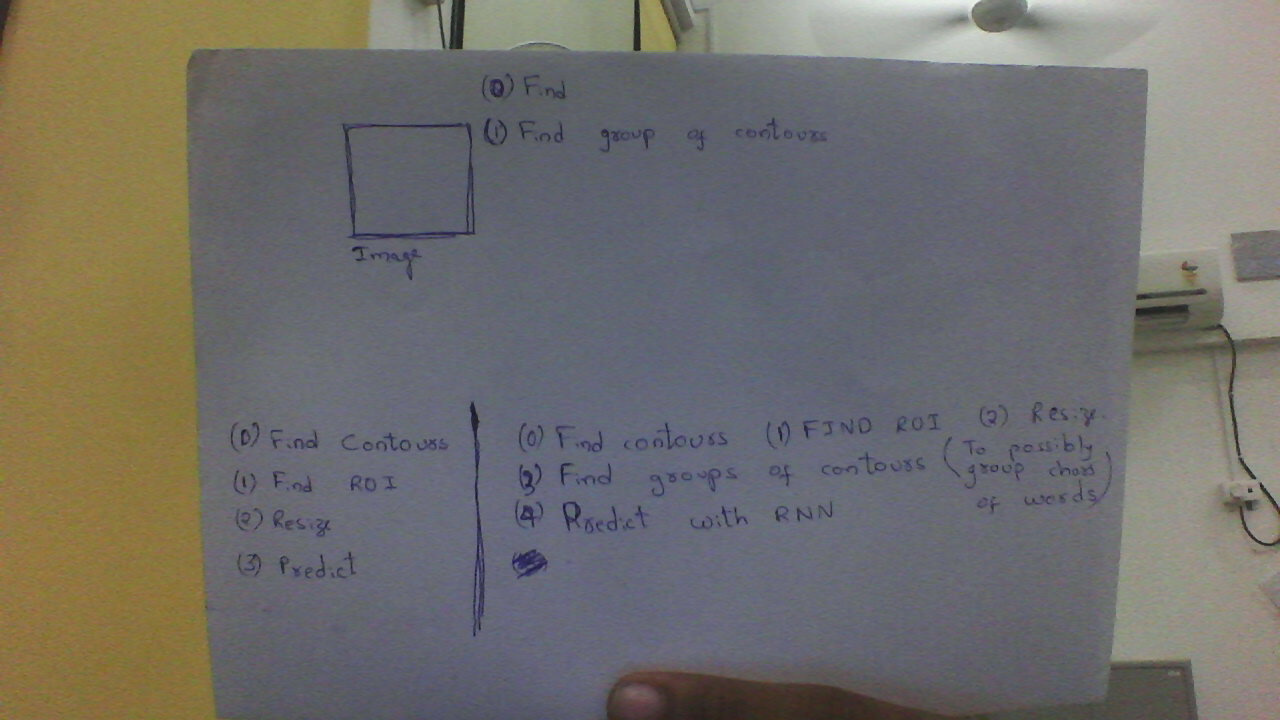 (0) Find
(1) Find group of contours
Image
(0) Find Contours
(1) Find ROI
(2) Resize
(3) Predict
(0) Find contours (1) FIND ROI (2) Resize.
(3) Find groups of contours (To possibly group chars of words)
(4) Predict with RNN